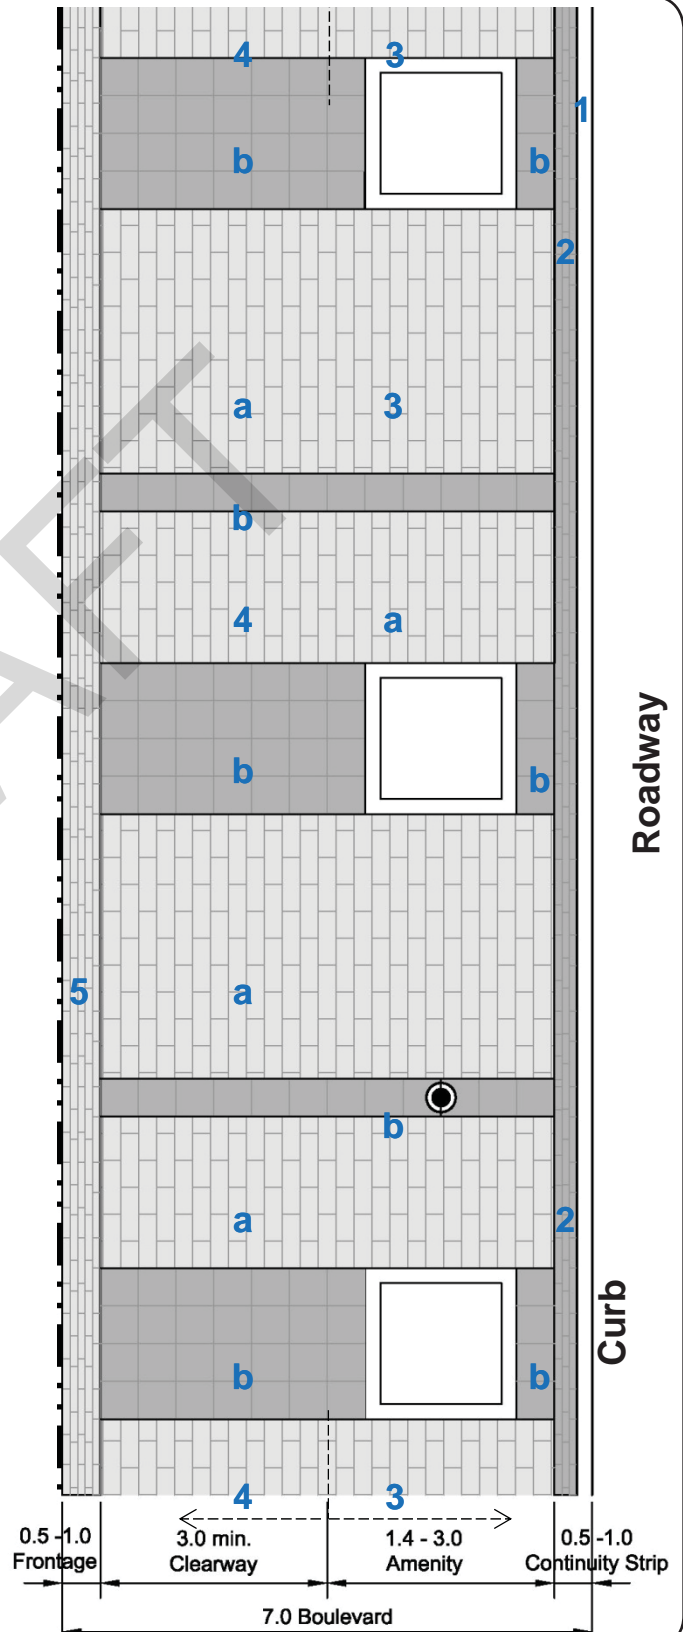 4 3
1
b b
2
a 3
b
4 a
b b
5 a
b
a 2
b b
4 3
Roadway
Curb
AFT
0.5 -1.0 3.0 min. 1.4 - 3.0 0.5 -1.0
Frontage Clearway Amenity Continuity Strip
7.0 Boulevard